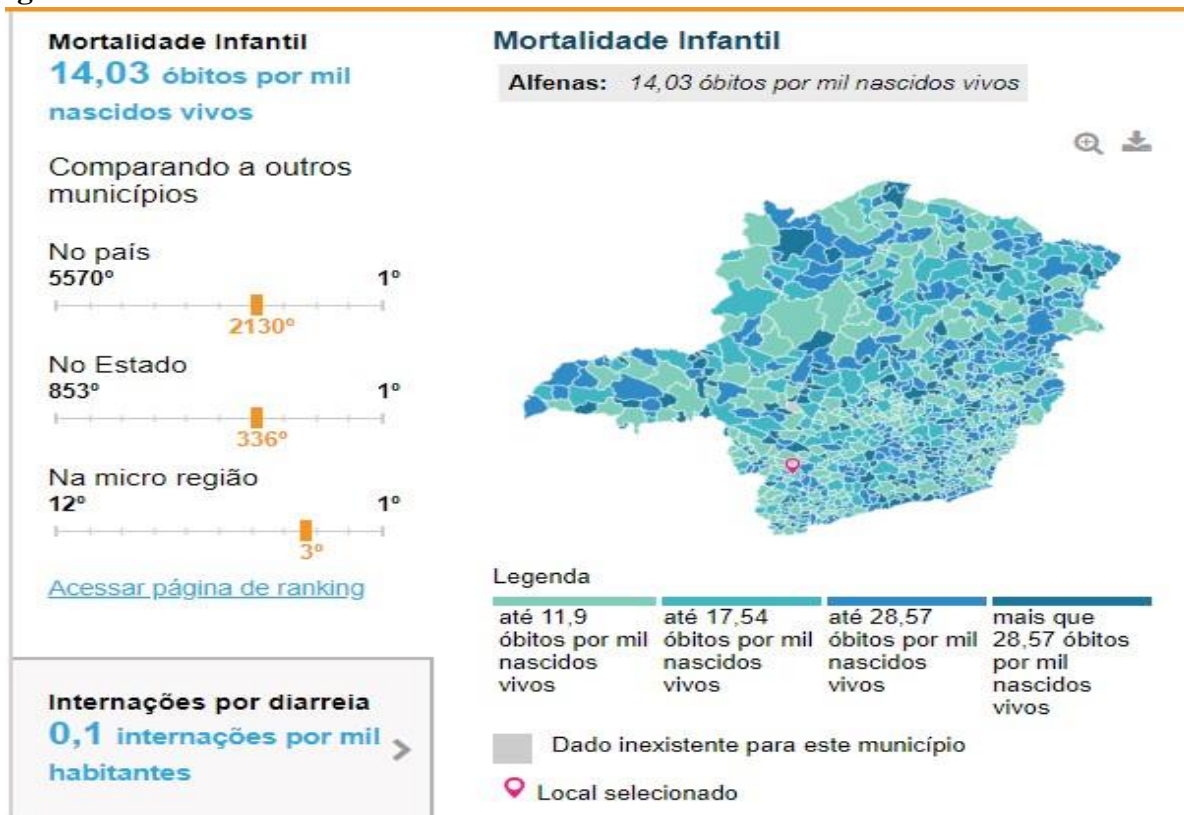 Mortalidade Infantil
14,03 óbitos por mil
nascidos vivos
Comparando a outros
municípios
No país
5570º 1º
2130º
No Estado
853º 1º
336º
Na micro região
12º 1º
3º
Acessar página de ranking
Internações por diarreia
0,1 internações por mil
habitantes
Mortalidade Infantil
Alfenas: 14,03 óbitos por mil nascidos vivos
Legenda
até 11,9
óbitos por mil
nascidos
vivos
até 17,54
óbitos por mil
nascidos
vivos
até 28,57
óbitos por mil
nascidos
vivos
mais que
28,57 óbitos
por mil
nascidos
vivos
Dado inexistente para este município
Local selecionado